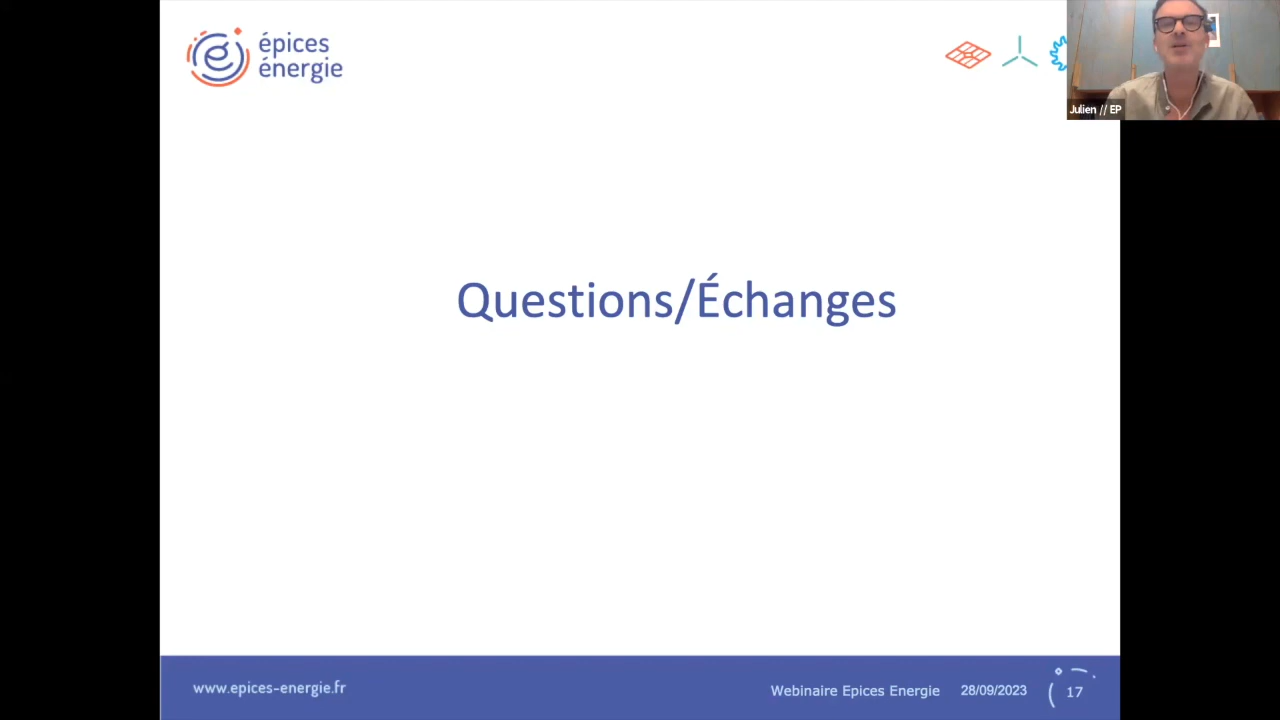 épices
énergie
Julien // EP
Questions/Échanges
www.epices-energie.fr
Webinaire Epices Energie
28/09/2023
17